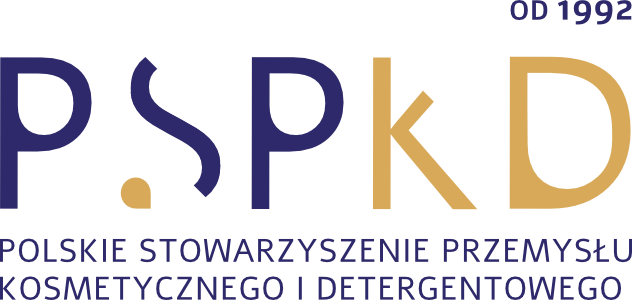 OD 1992
PSPkD
POLSKIE STOWARZYSZENIE PRZEMYSŁU
KOSMETYCZNEGO I DETERGENTOWEGO